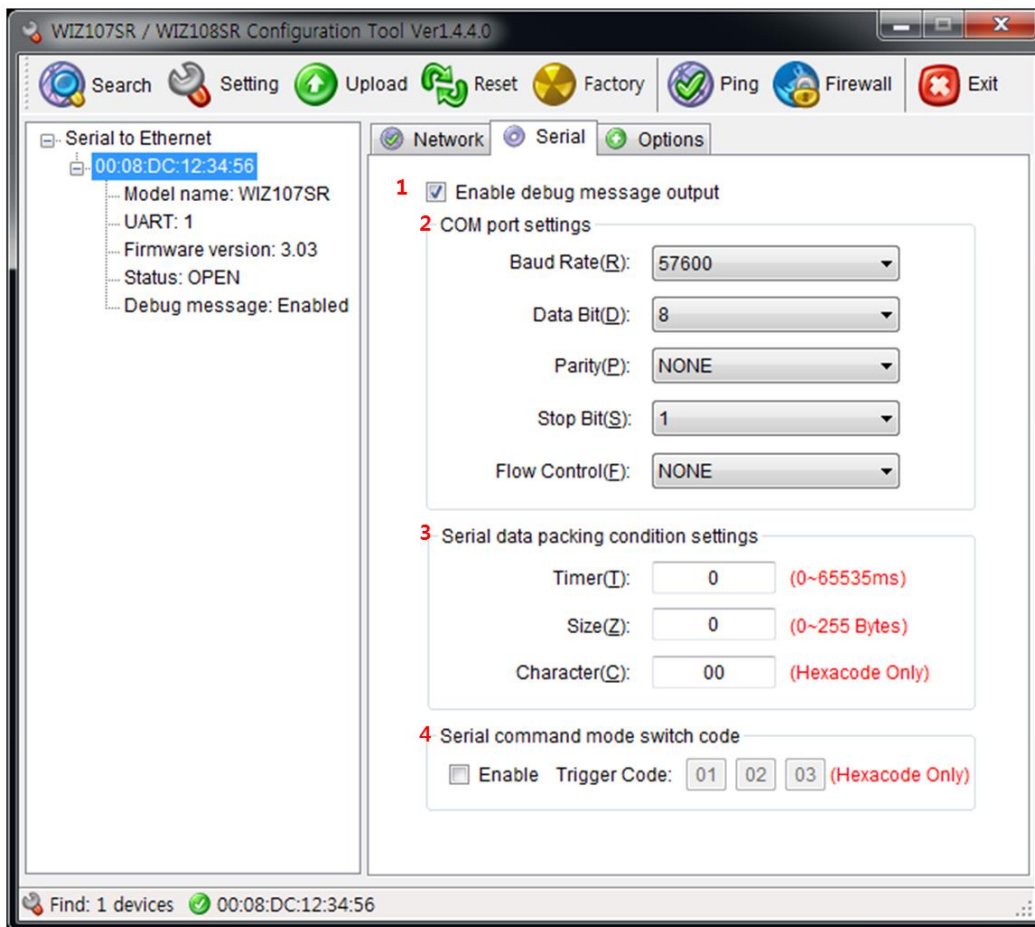 WIZ107SR / WIZ108SR Configuration Tool Ver1.4.4.0
Search Setting Upload Reset Factory Ping Firewall Exit
Serial to Ethernet
00:08:DC:12:34:56
Model name: WIZ107SR
UART: 1
Firmware version: 3.03
Status: OPEN
Debug message: Enabled
Network Serial Options
1 Enable debug message output
2 COM port settings
Baud Rate(R): 57600
Data Bit(D): 8
Parity(P): NONE
Stop Bit(S): 1
Flow Control(F): NONE
3 Serial data packing condition settings
Timer(T): 0 (0~65535ms)
Size(Z): 0 (0~255 Bytes)
Character(C): 00 (Hexacode Only)
4 Serial command mode switch code
Enable Trigger Code: 01 02 03 (Hexacode Only)
Find: 1 devices 00:08:DC:12:34:56